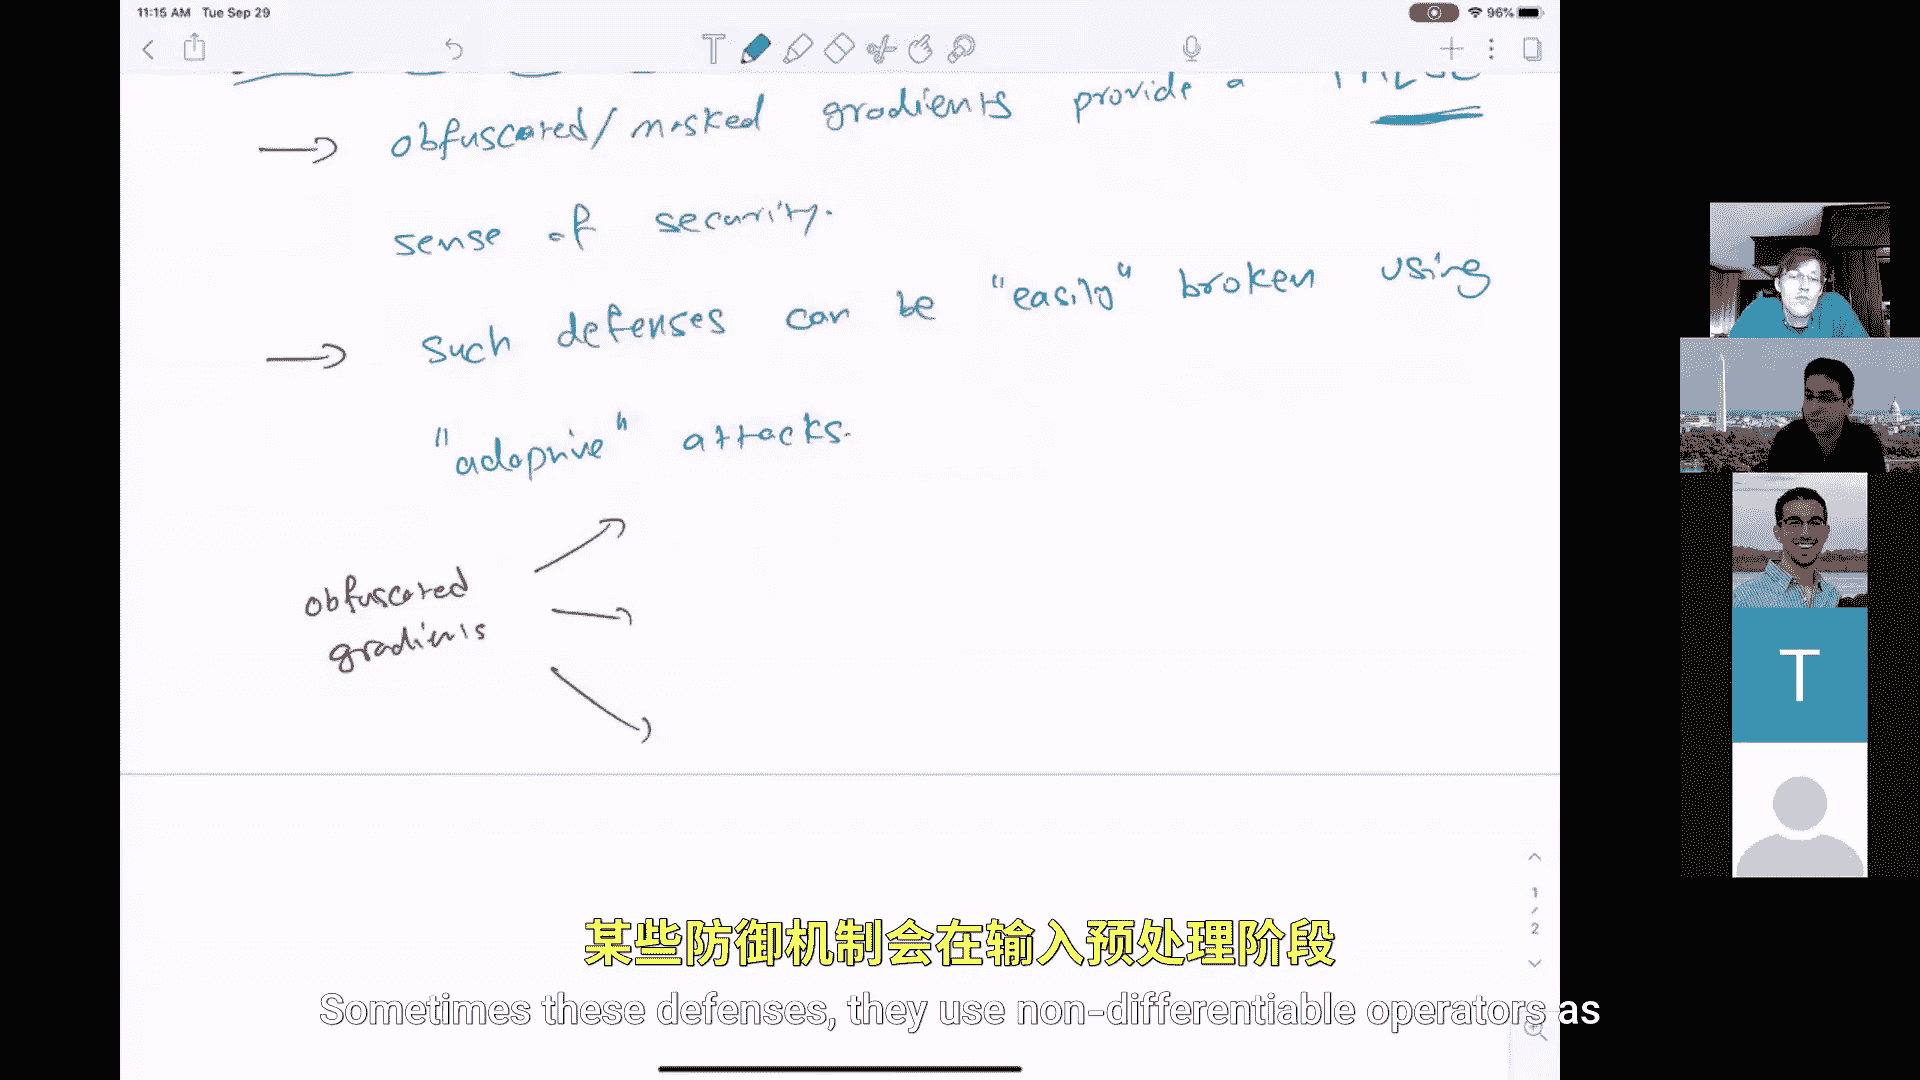 11:15 AM Tue Sep 29
96%
T
→ obfuscated/masked gradients provide a
sense of security.
→ such defenses can be "easily" broken using
"adaptive" attacks.
obfuscated
gradients
T
1
/
2
某些防御机制会在输入预处理阶段
Sometimes these defenses, they use non-differentiable operators as